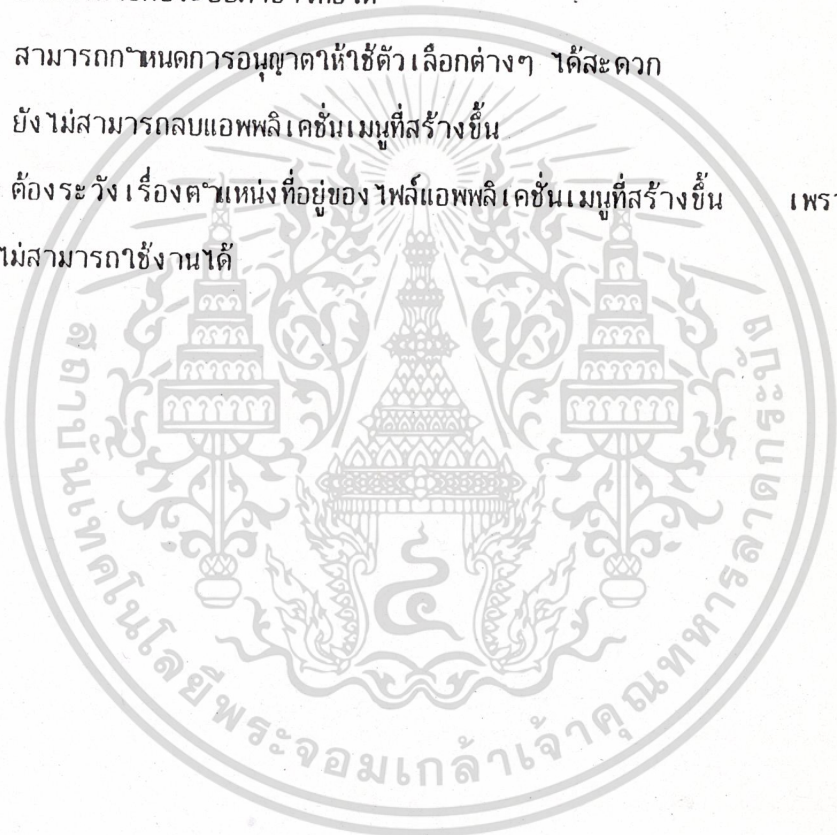 สามารถกำหนดการอนุญาตให้ใช้ตัวเลือกต่างๆ ได้สะดวก
ยังไม่สามารถลบแอพพลิเคชั่นเมนูที่สร้างขึ้น
ต้องระวังเรื่องตำแหน่งที่อยู่ของไฟล์แอพพลิเคชั่นเมนูที่สร้างขึ้น เพรา
ไม่สามารถใช้งานได้
สถาบันเทคโนโลยีพระจอมเกล้าเจ้าคุณทหารลาดกระบัง